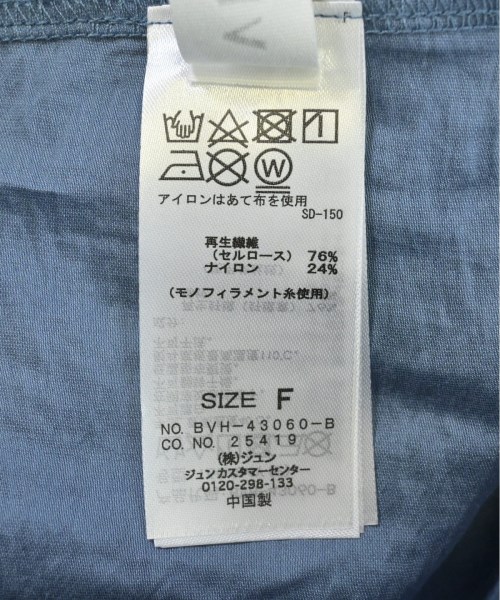 F
V
W
アイロンはあて布を使用
SD-150
再生繊維
（セルロース） 76%
ナイロン 24%
（モノフィラメント糸使用）
SIZE F
NO. BVH-43060-B
CO. NO. 25419
（株）ジュン
ジュン カスタマーセンター
0120-298-133
中国製